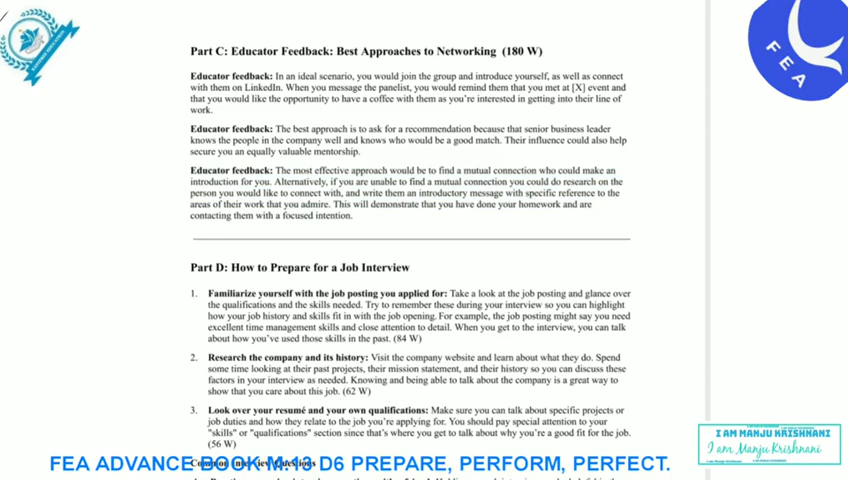 Part C: Educator Feedback: Best Approaches to Networking (180 W)
Educator feedback: In an ideal scenario, you would join the group and introduce yourself, as well as connect
with them on LinkedIn. When you message the panelist, you would remind them that you met at [X] event and
that you would like the opportunity to have a coffee with them as you're interested in getting into their line of
work.
Educator feedback: The best approach is to ask for a recommendation because that senior business leader
knows the people in the company well and knows who would be a good match. Their influence could also help
secure you an equally valuable mentorship.
Educator feedback: The most effective approach would be to find a mutual connection who could make an
introduction for you. Alternatively, if you are unable to find a mutual connection you could do research on the
person you would like to connect with, and write them an introductory message with specific reference to the
areas of their work that you admire. This will demonstrate that you have done your homework and are
contacting them with a focused intention.
Part D: How to Prepare for a Job Interview
1. Familiarize yourself with the job posting you applied for: Take a look at the job posting and glance over
the qualifications and the skills needed. Try to remember these during your interview so you can highlight
how your job history and skills fit in with the job opening. For example, the job posting might say you need
excellent time management skills and close attention to detail. When you get to the interview, you can talk
about how you've used those skills in the past. (84 W)
2. Research the company and its history: Visit the company website and learn about what they do. Spend
some time looking at their past projects, their mission statement, and their history so you can discuss these
factors in your interview as needed. Knowing and being able to talk about the company is a great way to
show that you care about this job. (62 W)
3. Look over your resumé and your own qualifications: Make sure you can talk about specific projects or
job duties and how they relate to the job you're applying for. You should pay special attention to your
"skills" or "qualifications" section since that's where you get to talk about why you're a good fit for the job.
(56 W)
FEA ADVANCE BOOK M:13 D6 PREPARE, PERFORM, PERFECT.
FEA
I AM MANJU KRISHNANI
I am Manju Krishnani